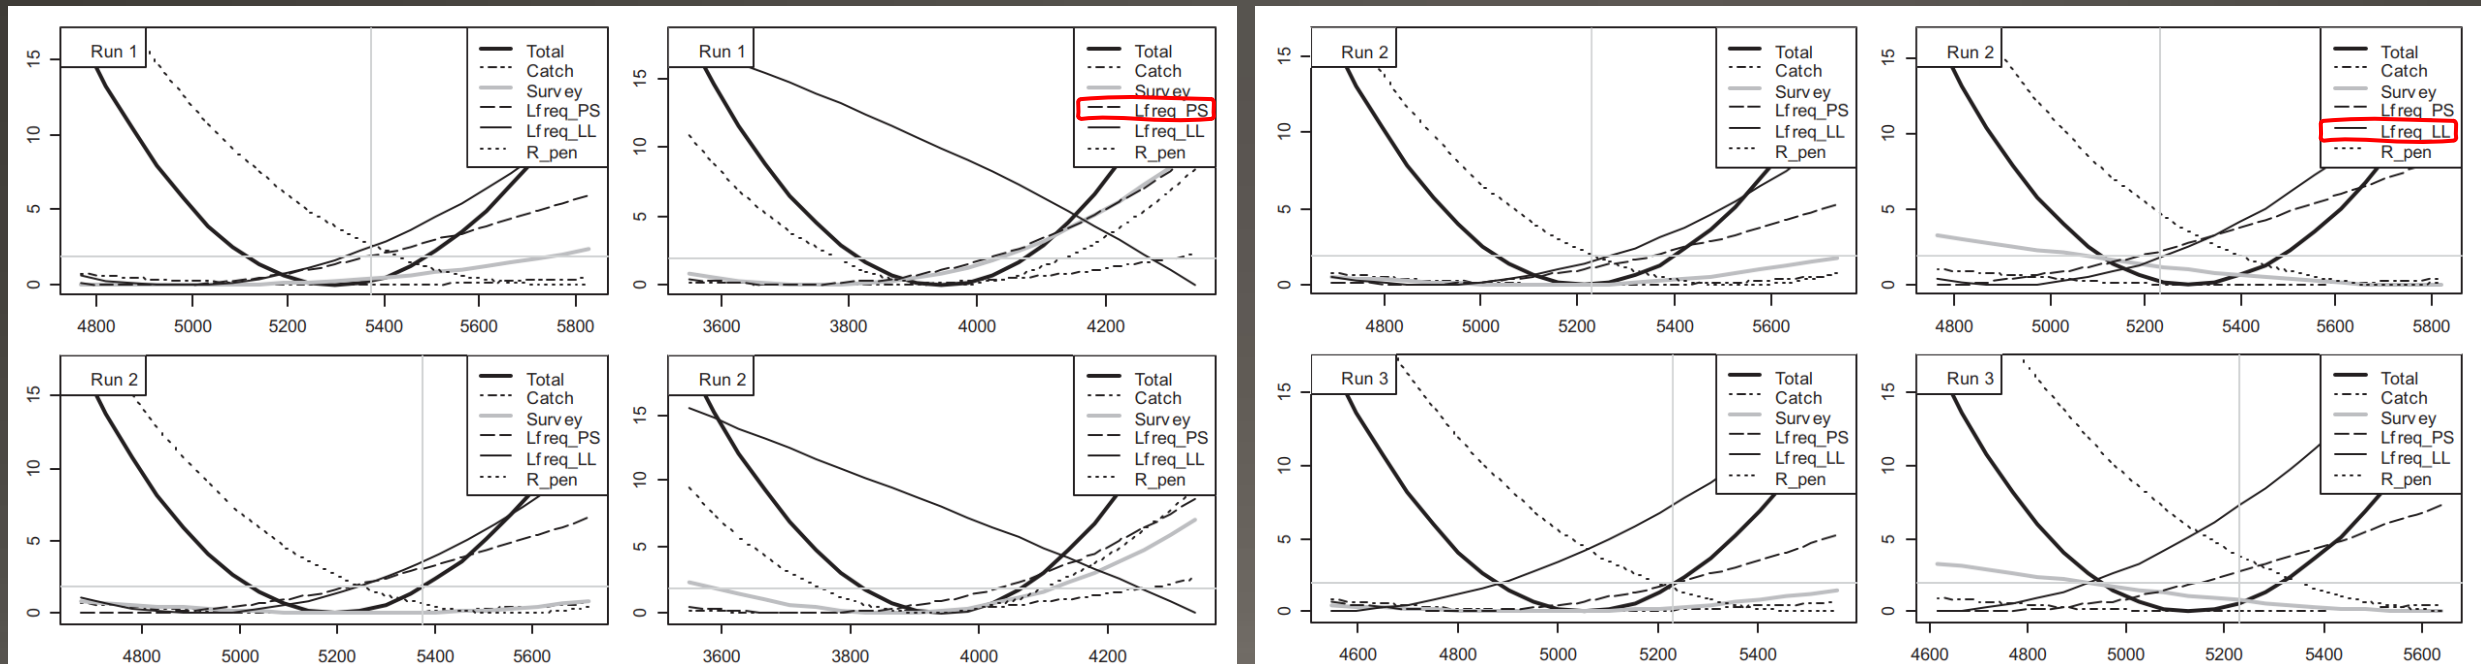 Run 1
Total
Catch
Survey
Lfreq_PS
Lfreq_LL
R_pen
15
10
5
0
4800 5000 5200 5400 5600 5800
Run 1
Total
Catch
Survey
Lfreq_PS
Lfreq_LL
R_pen
15
10
5
0
3600 3800 4000 4200
Run 2
Total
Catch
Survey
Lfreq_PS
Lfreq_LL
R_pen
15
10
5
0
4800 5000 5200 5400 5600
Run 2
Total
Catch
Survey
Lfreq_PS
Lfreq_LL
R_pen
15
10
5
0
4800 5000 5200 5400 5600 5800
Run 2
Total
Catch
Survey
Lfreq_PS
Lfreq_LL
R_pen
15
10
5
0
4800 5000 5200 5400 5600
Run 2
Total
Catch
Survey
Lfreq_PS
Lfreq_LL
R_pen
15
10
5
0
3600 3800 4000 4200
Run 3
Total
Catch
Survey
Lfreq_PS
Lfreq_LL
R_pen
15
10
5
0
4600 4800 5000 5200 5400
Run 3
Total
Catch
Survey
Lfreq_PS
Lfreq_LL
R_pen
15
10
5
0
4600 4800 5000 5200 5400 5600